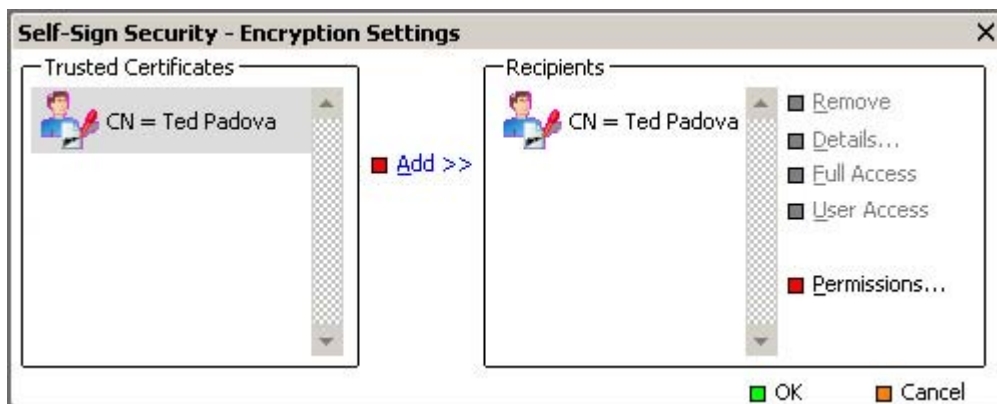 Self-Sign Security - Encryption Settings
Trusted Certificates
CN = Ted Padova
Add >>
Recipients
CN = Ted Padova
Remove
Details...
Full Access
User Access
Permissions...
OK
Cancel